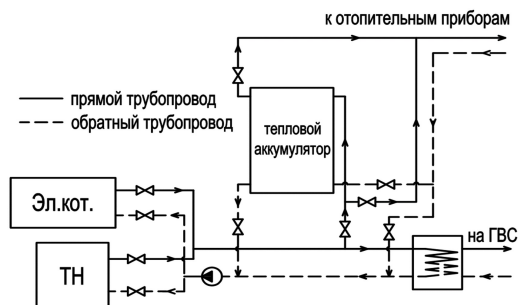 к отопительным приборам
прямой трубопровод
обратный трубопровод
тепловой
аккумулятор
Эл.кот.
на ГВС
ТН